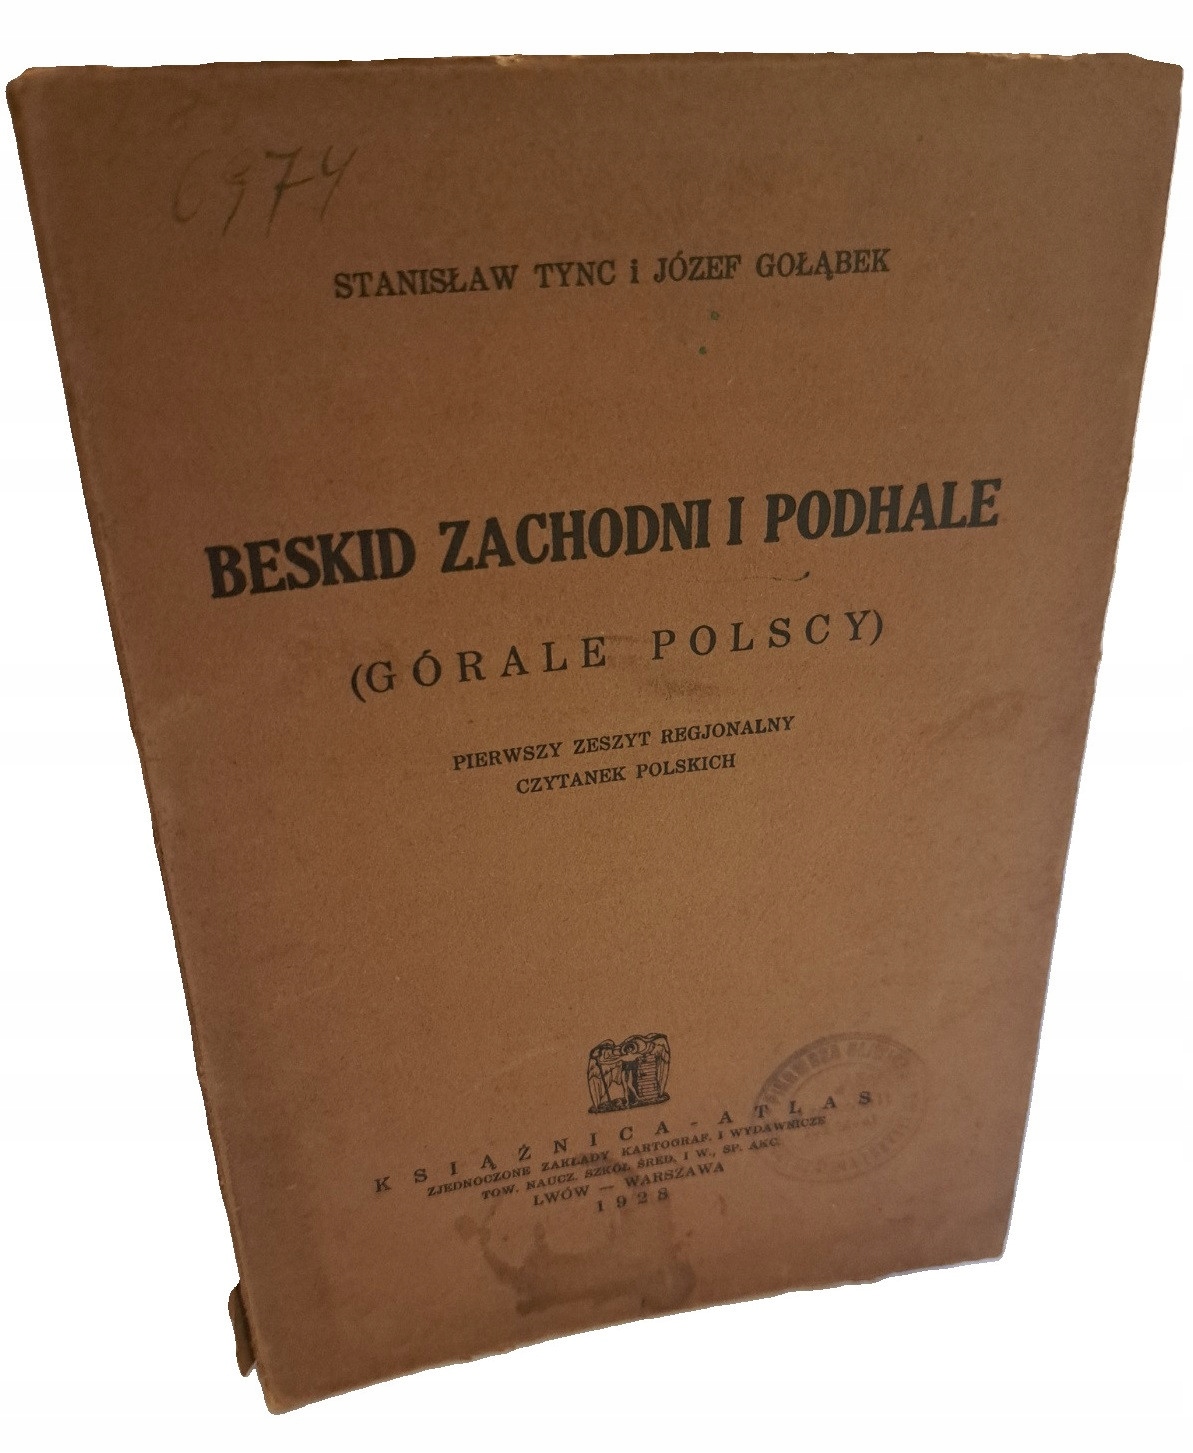 6974
STANISŁAW TYNC i JÓZEF GOŁĄBEK
BESKID ZACHODNI I PODHALE
(GÓRALE POLSCY)
PIERWSZY ZESZYT REGJONALNY
CZYTANEK POLSKICH
KSIĄŻNICA-ATLAS
ZJEDNOCZONE ZAKŁADY KARTOGRAF. I WYDAWNICZE
TOW. NAUCZ. SZKÓŁ ŚRED. I W., SP. AKC.
LWÓW — WARSZAWA
1928